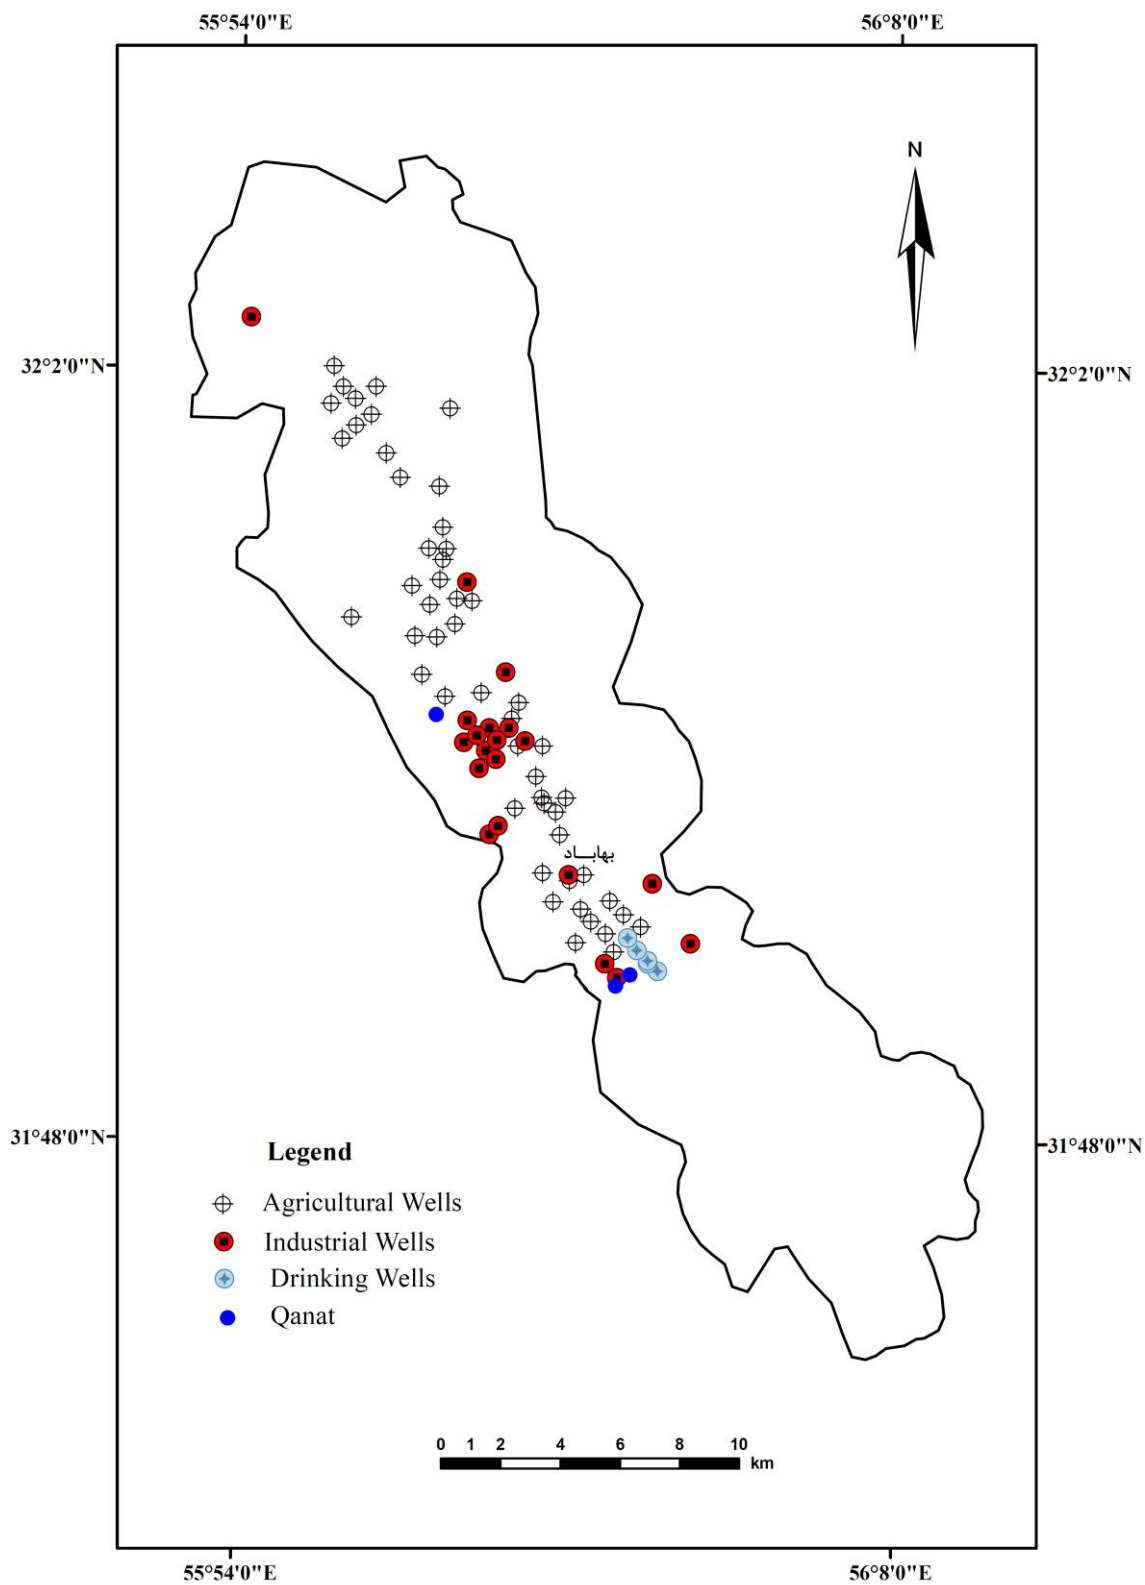 55°54'0"E 56°8'0"E
N
32°2'0"N 32°2'0"N
بهاباد
31°48'0"N 31°48'0"N
Legend
Agricultural Wells
Industrial Wells
Drinking Wells
Qanat
0 1 2 4 6 8 10
km
55°54'0"E 56°8'0"E